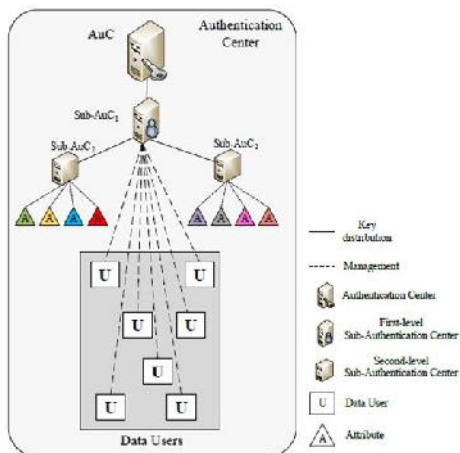 Authentication
Center
AuC
Sub-AuC1
Sub-AuC2
Sub-AuC2
A A A A
A A A A
U
U
U
U
U
U
U
Data Users
Key
distribution
Management
Authentication Center
First-level
Sub-Authentication Center
Second-level
Sub-Authentication Center
U
Data User
A
Attribute